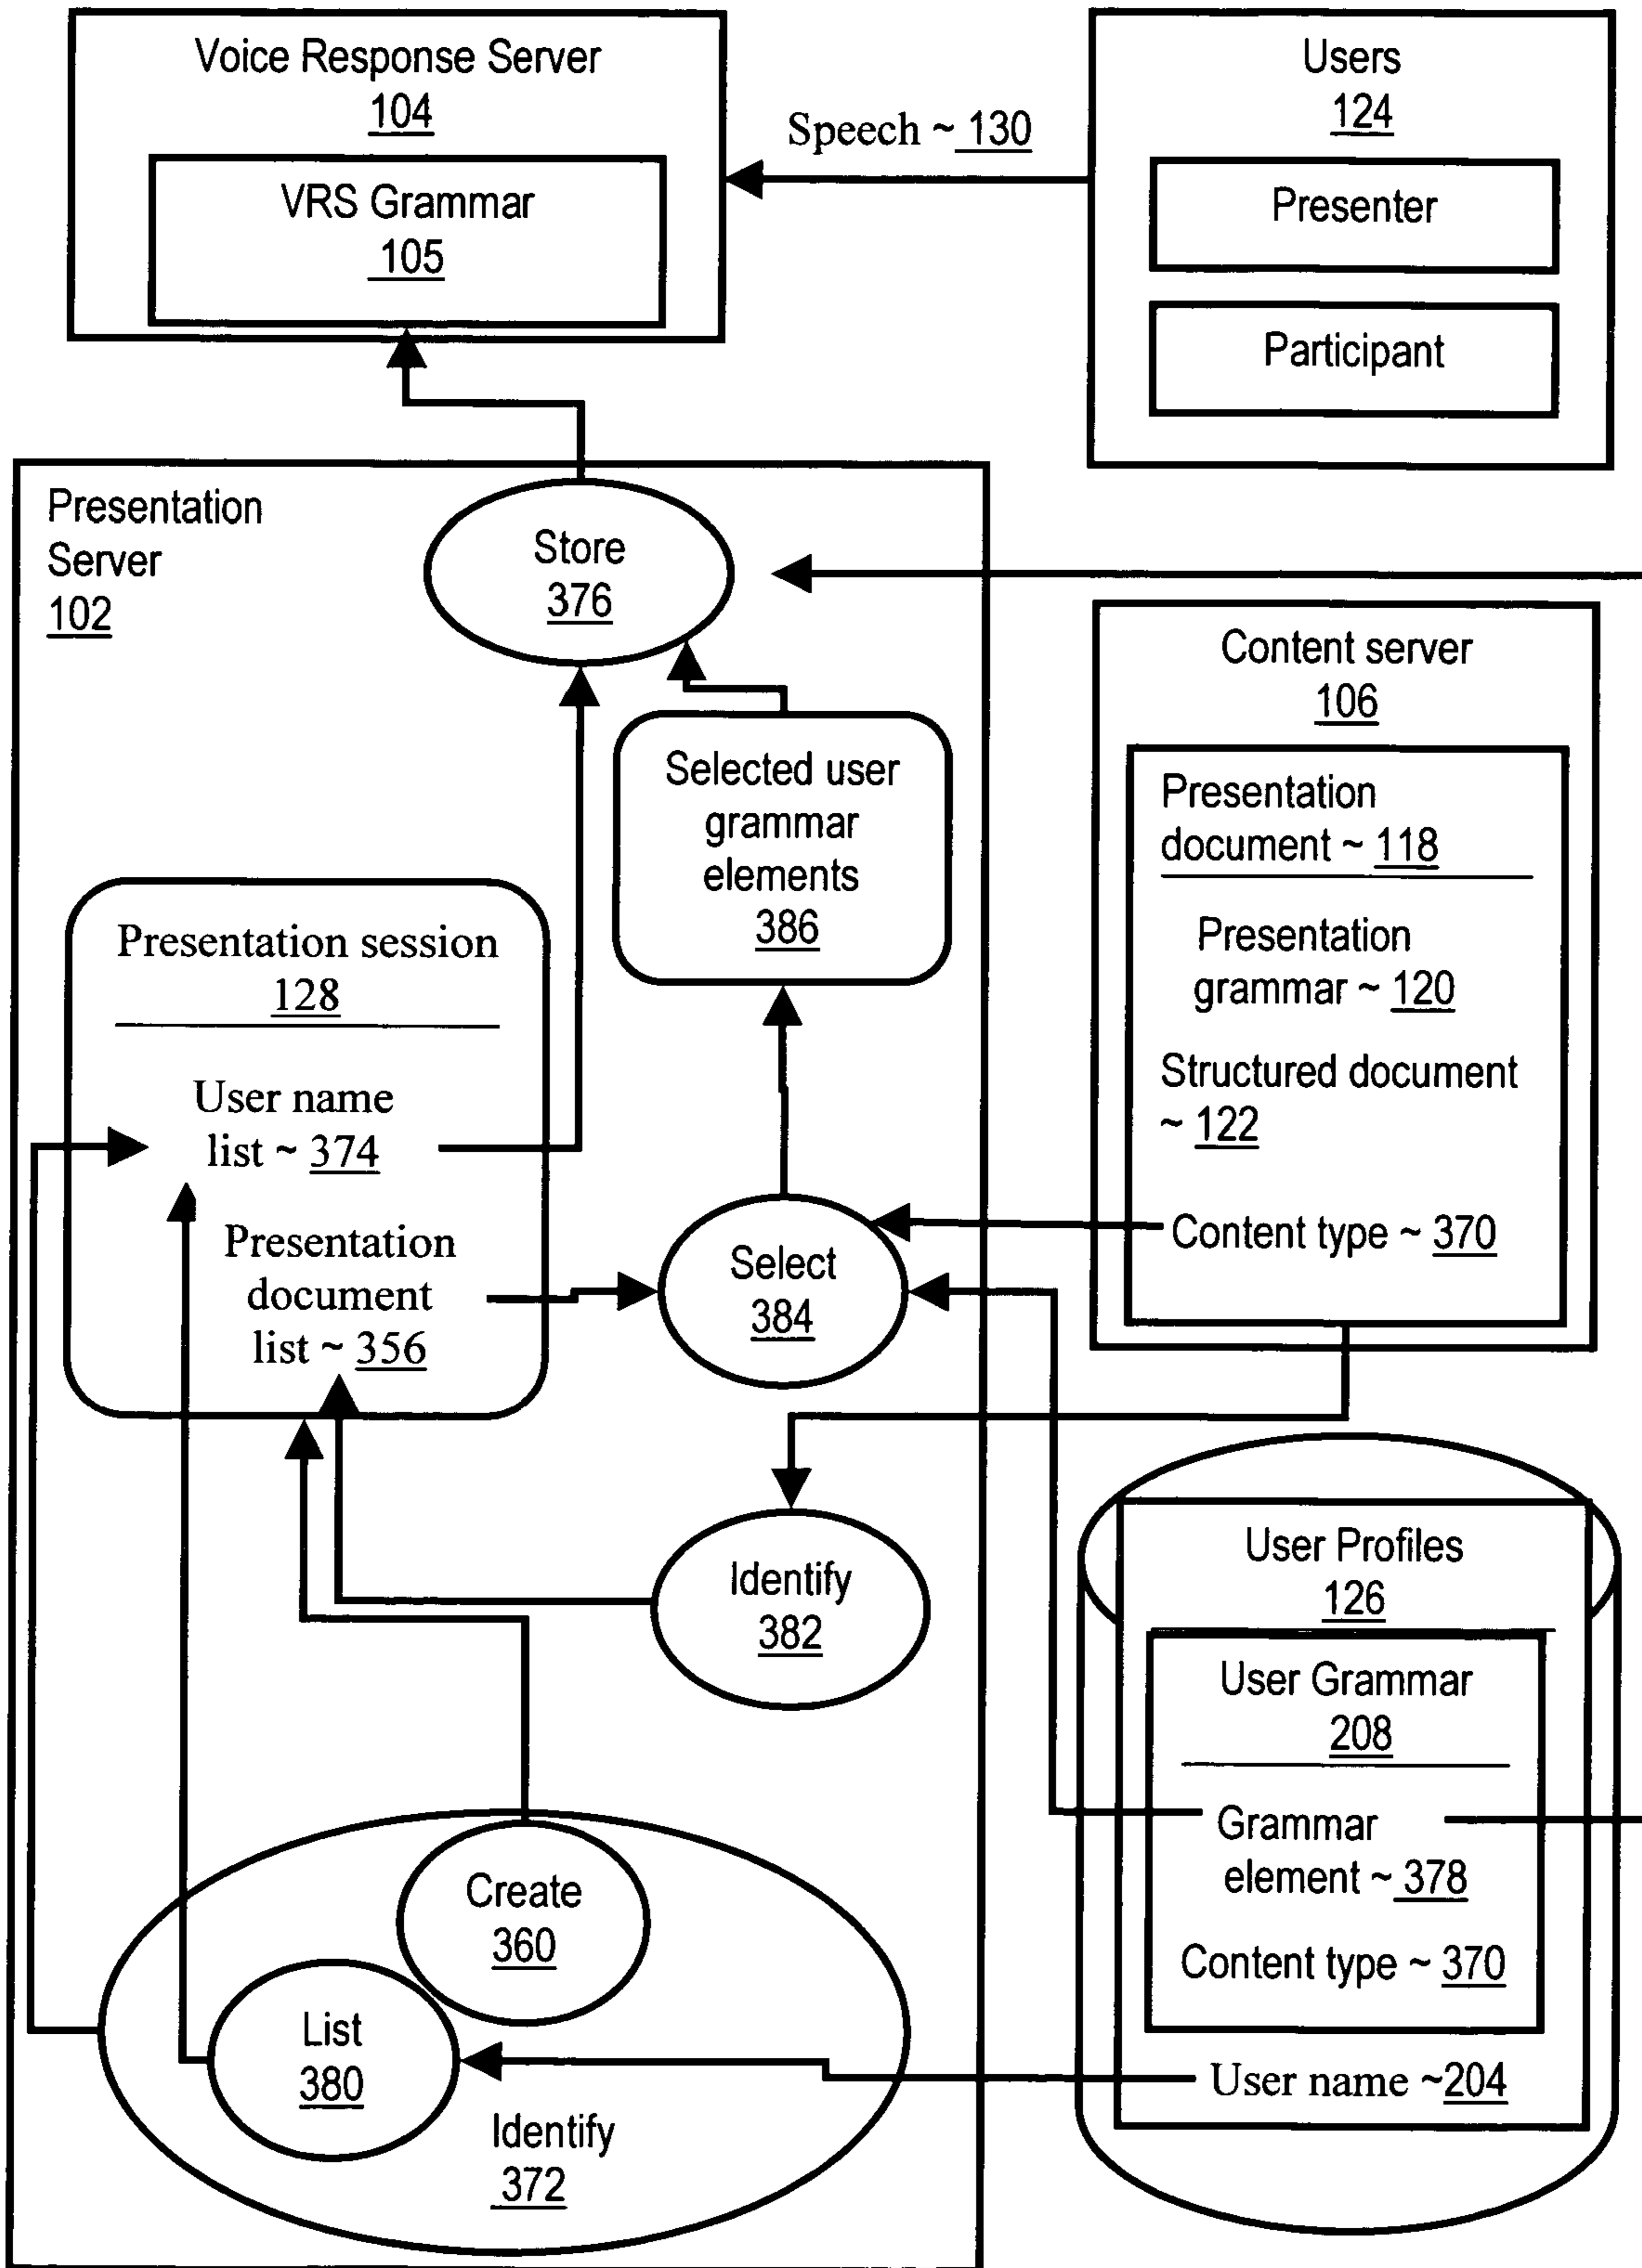 Voice Response Server
104
VRS Grammar
105
Speech ~ 130
Users
124
Presenter
Participant
Presentation
Server
102
Store
376
Selected user
grammar
elements
386
Content server
106
Presentation
document ~ 118
Presentation
grammar ~ 120
Structured document
~ 122
Content type ~ 370
Presentation session
128
User name
list ~ 374
Presentation
document
list ~ 356
Select
384
Identify
382
User Profiles
126
User Grammar
208
Grammar
element ~ 378
Content type ~ 370
User name ~204
Create
360
List
380
Identify
372